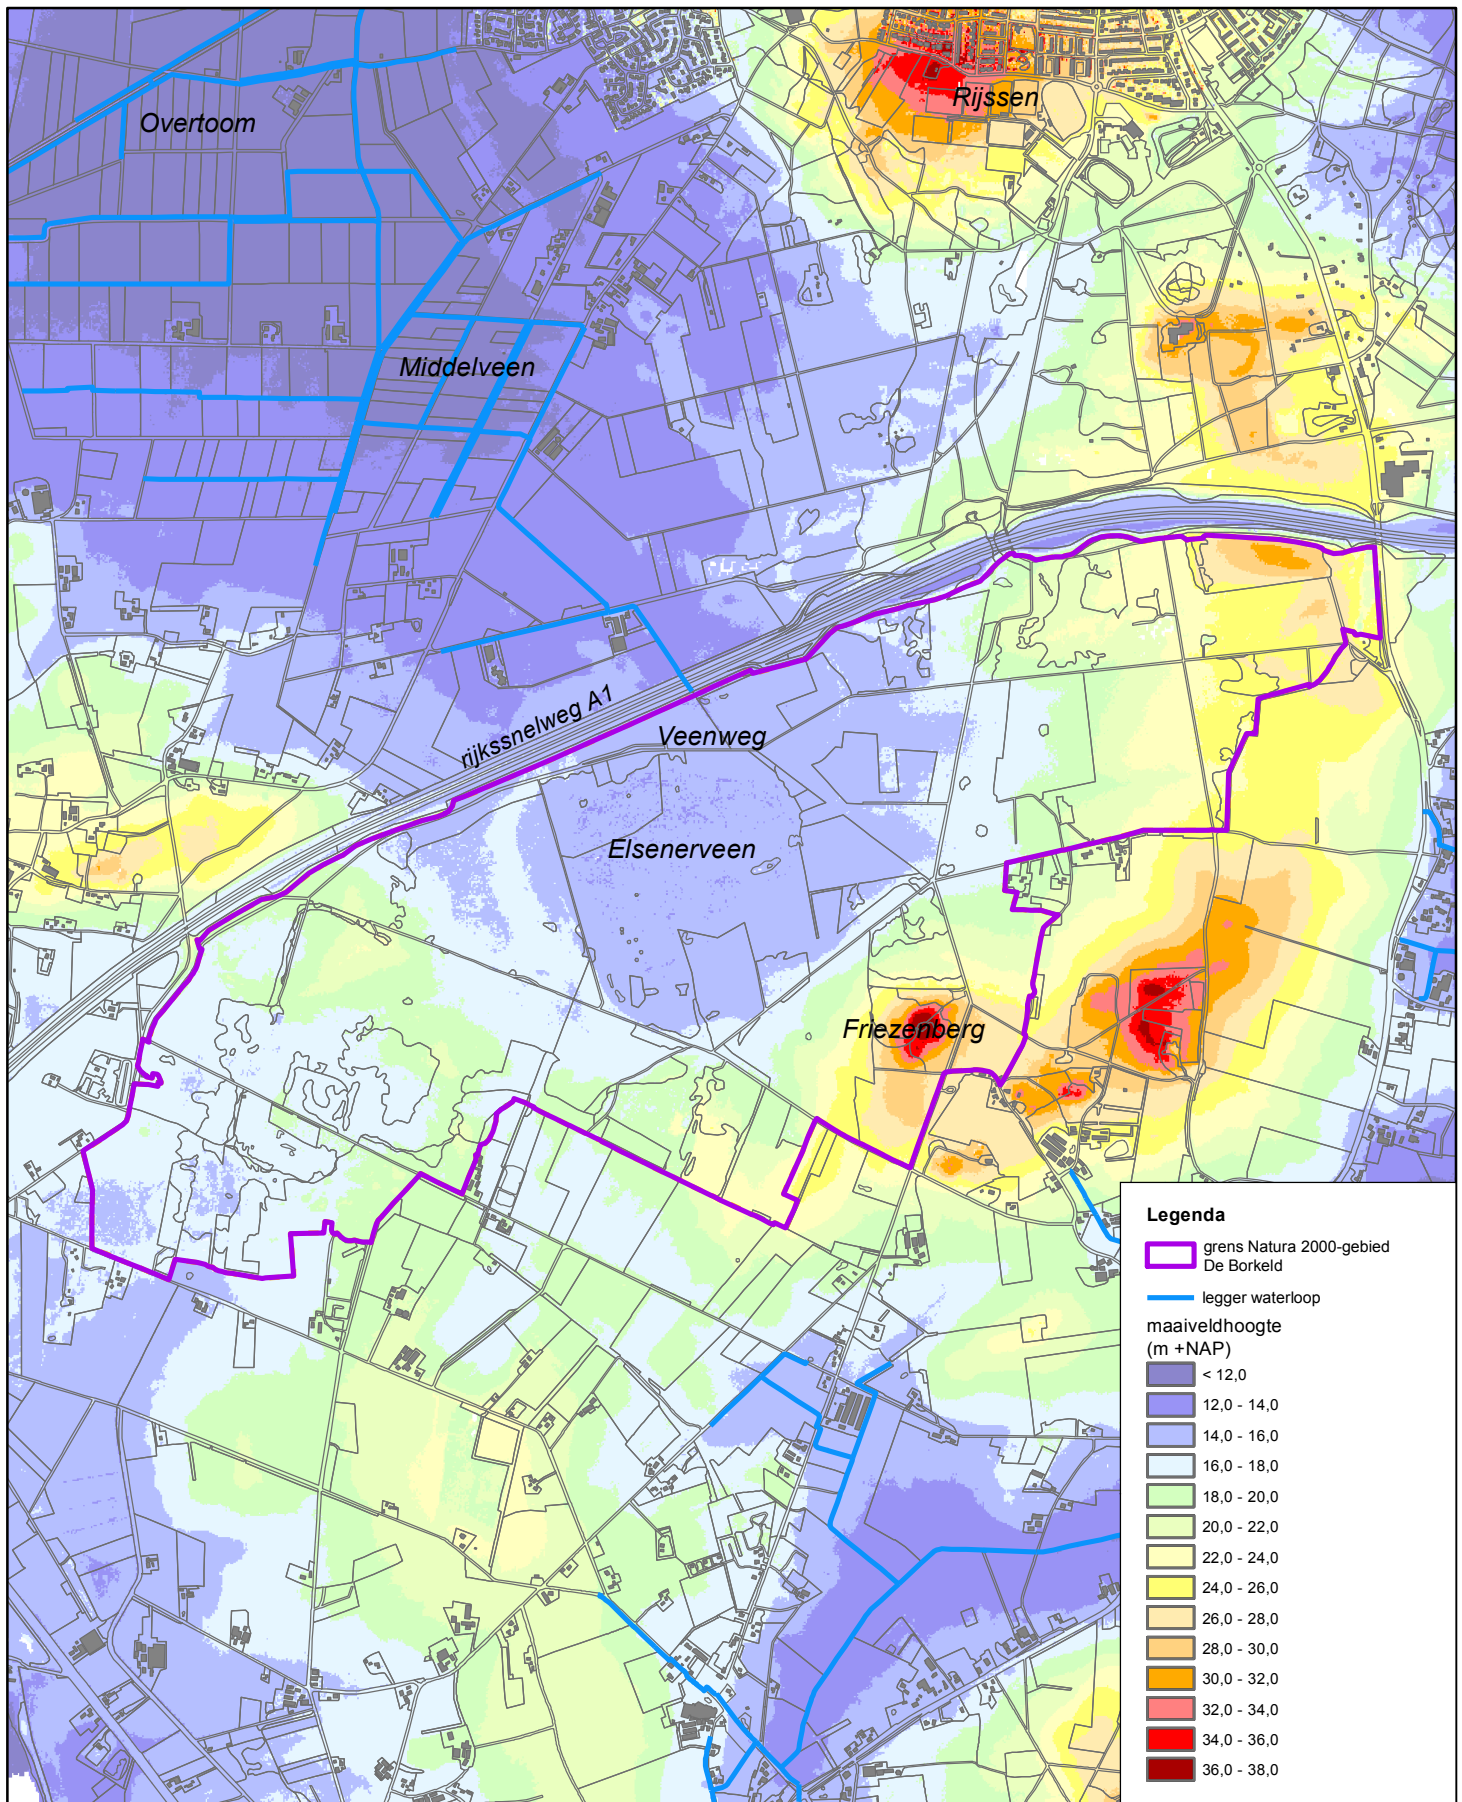 Rijssen
Overtoom
Middelveen
rijkssnelweg A1
Veenweg
Elsenerveen
Friezenberg
Legenda
grens Natura 2000-gebied
De Borkeld
legger waterloop
maaiveldhoogte
(m +NAP)
< 12,0
12,0 - 14,0
14,0 - 16,0
16,0 - 18,0
18,0 - 20,0
20,0 - 22,0
22,0 - 24,0
24,0 - 26,0
26,0 - 28,0
28,0 - 30,0
30,0 - 32,0
32,0 - 34,0
34,0 - 36,0
36,0 - 38,0